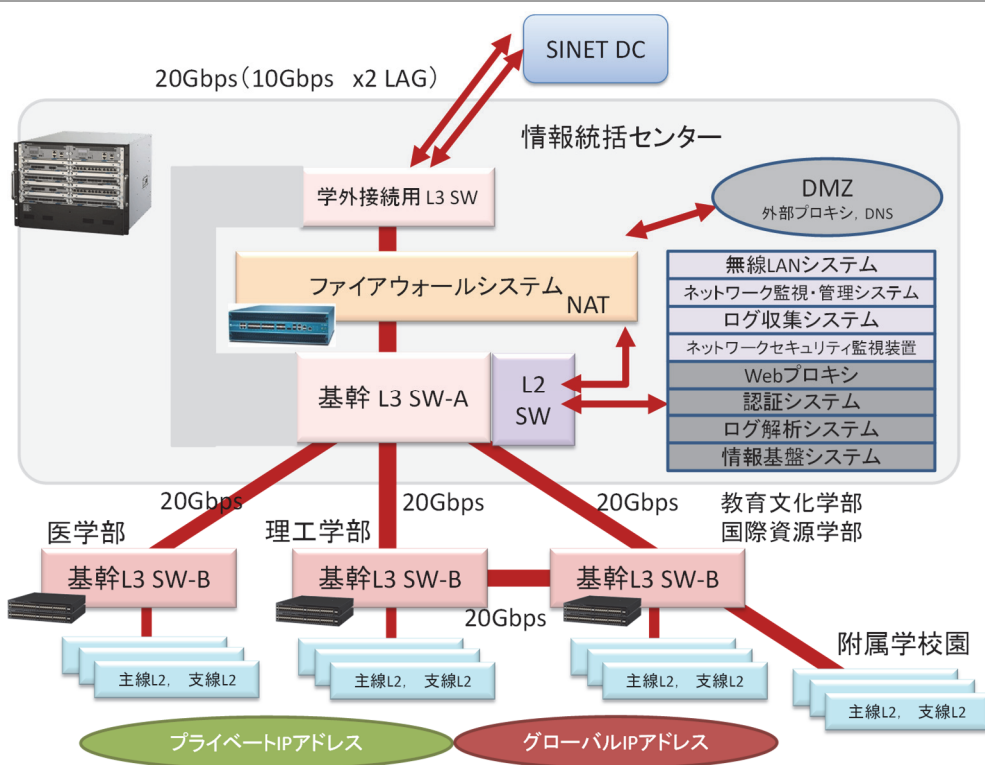 SINET DC
20Gbps(10Gbps x2 LAG)
情報統括センター
学外接続用 L3 SW
DMZ
外部プロキシ, DNS
ファイアウォールシステム
NAT
無線LANシステム
ネットワーク監視・管理システム
ログ収集システム
ネットワークセキュリティ監視装置
Webプロキシ
認証システム
ログ解析システム
情報基盤システム
基幹 L3 SW-A
L2
SW
20Gbps
20Gbps
20Gbps
教育文化学部
国際資源学部
医学部
理工学部
基幹L3 SW-B
基幹L3 SW-B
基幹L3 SW-B
20Gbps
附属学校園
主線L2, 支線L2
主線L2, 支線L2
主線L2, 支線L2
主線L2, 支線L2
プライベートIPアドレス
グローバルIPアドレス